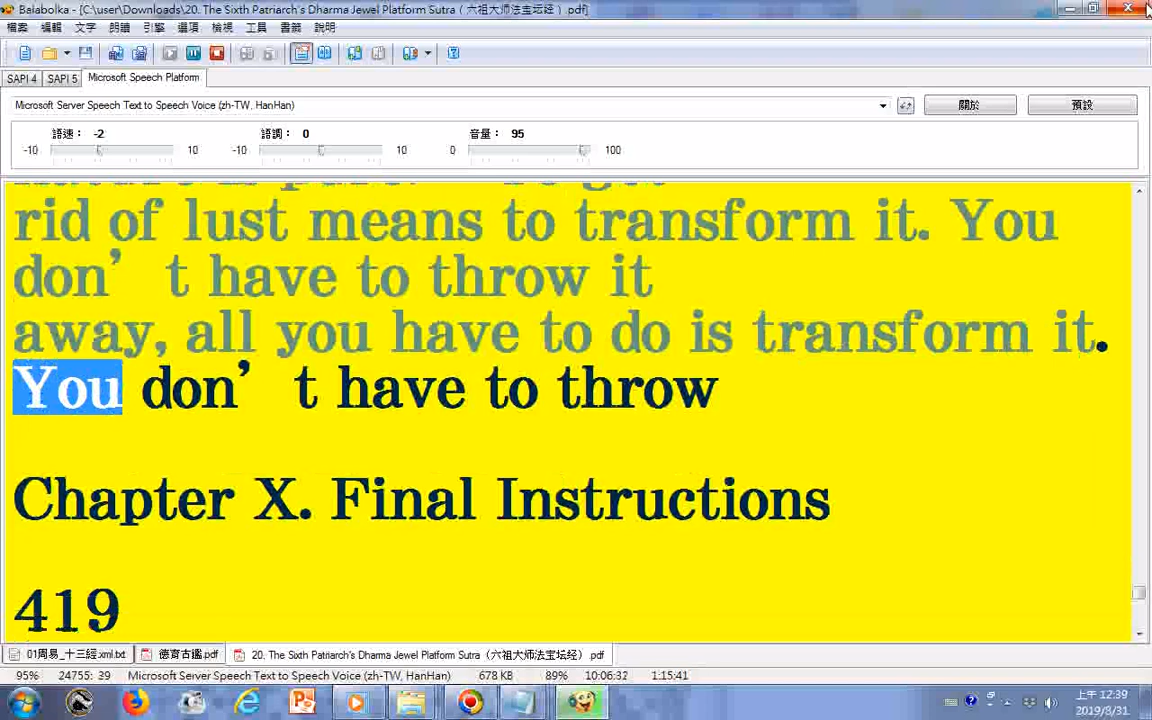 Balabolka - [C:\user\Downloads\20. The Sixth Patriarch's Dharma Jewel Platform Sutra（六祖大师法宝坛经）.pdf]
檔案 編輯 文字 朗讀 引擎 選項 檢視 工具 書籤 說明
SAPI 4 SAPI 5 Microsoft Speech Platform
Microsoft Server Speech Text to Speech Voice (zh-TW, HanHan) 關於 預設
語速： -2 語調： 0 音量： 95
-10 10 -10 10 0 100
rid of lust means to transform it. You
don’t have to throw it
away, all you have to do is transform it.
You don’t have to throw
Chapter X. Final Instructions
419
01周易_十三經.xml.txt 德育古鑑.pdf 20. The Sixth Patriarch's Dharma Jewel Platform Sutra（六祖大师法宝坛经）.pdf
95% 24755: 39 Microsoft Server Speech Text to Speech Voice (zh-TW, HanHan) 678 KB 89% 10:06:32 1:15:41
上午 12:39
2019/8/31